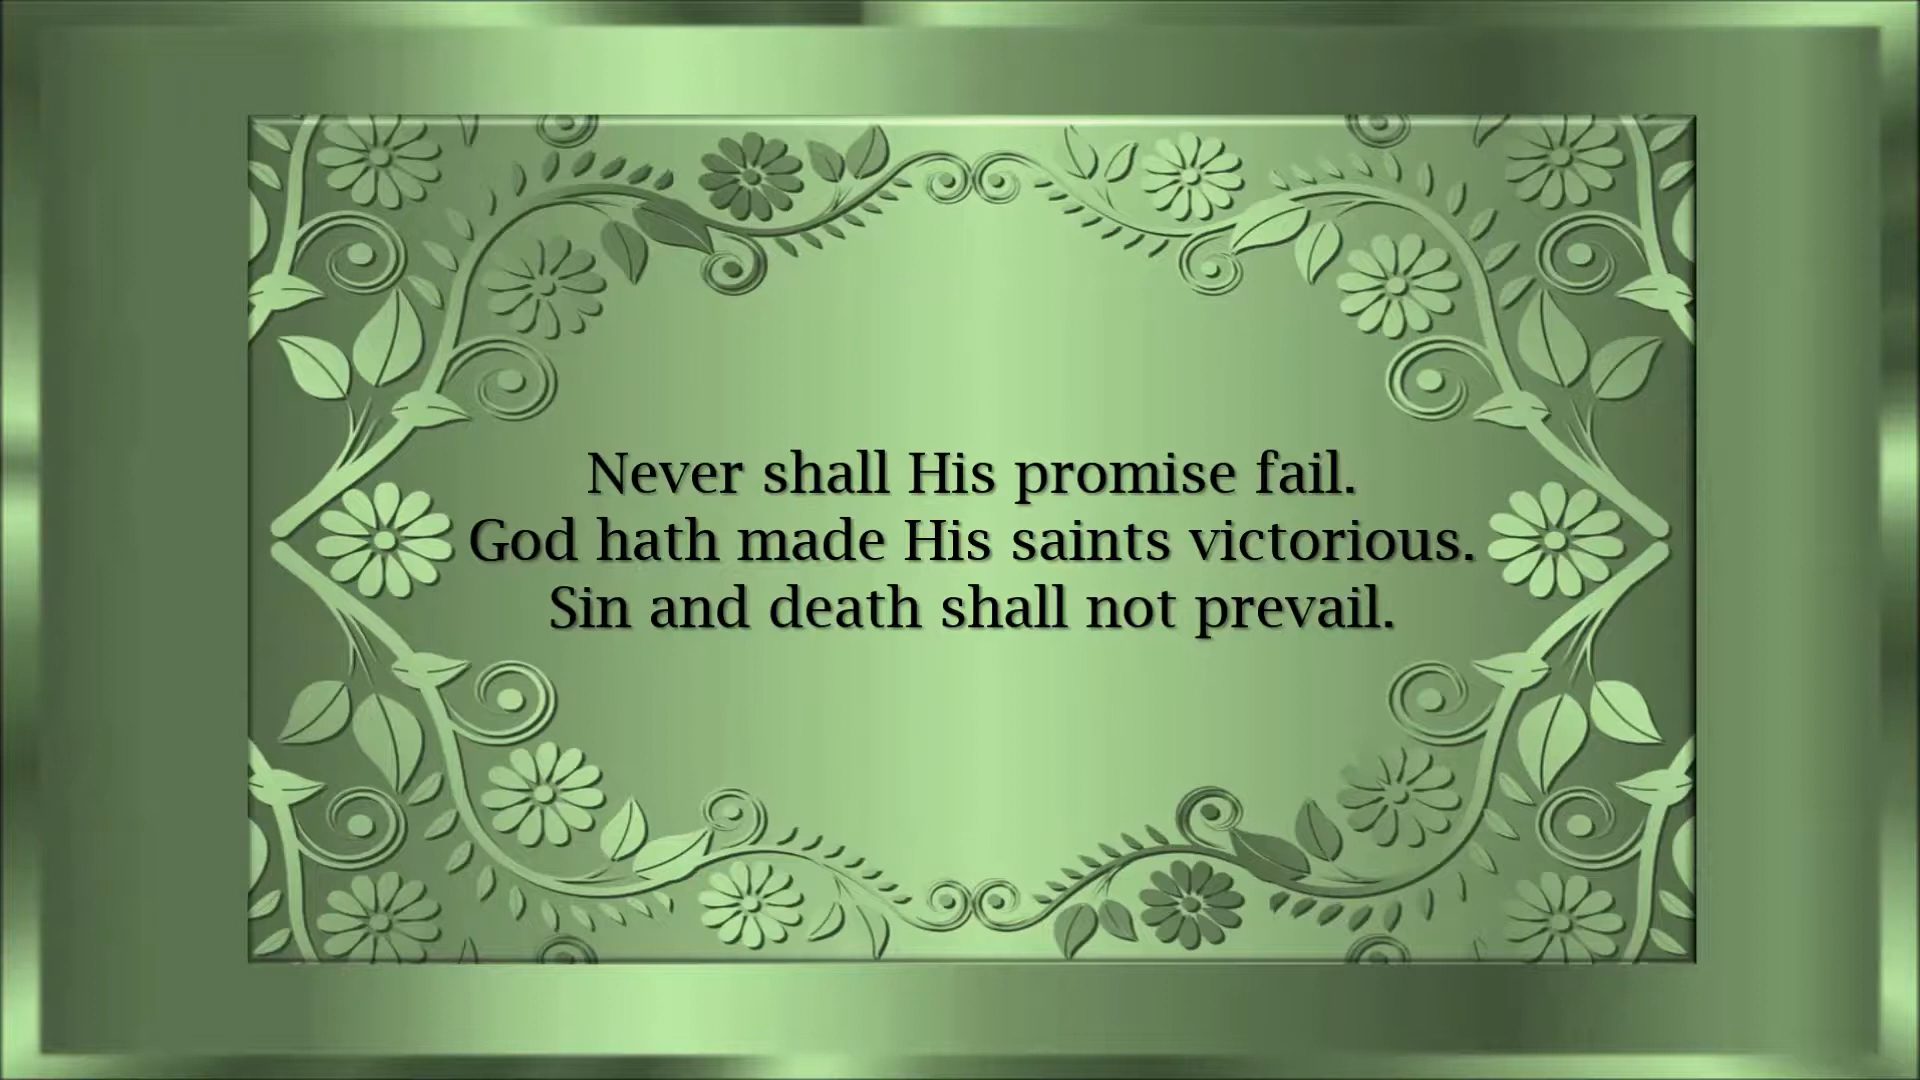 Never shall His promise fail.
God hath made His saints victorious.
Sin and death shall not prevail.